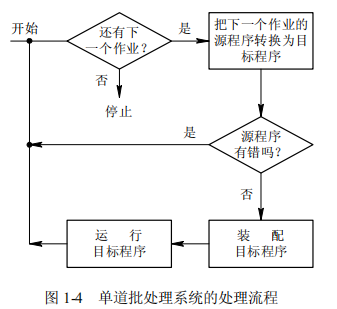 开始
还有下
一个作业？
是
把下一个作业的
源程序转换为
目标程序
否
停止
是
源程序
有错吗？
否
运 行
目标程序
装 配
目标程序
图 1-4 单道批处理系统的处理流程